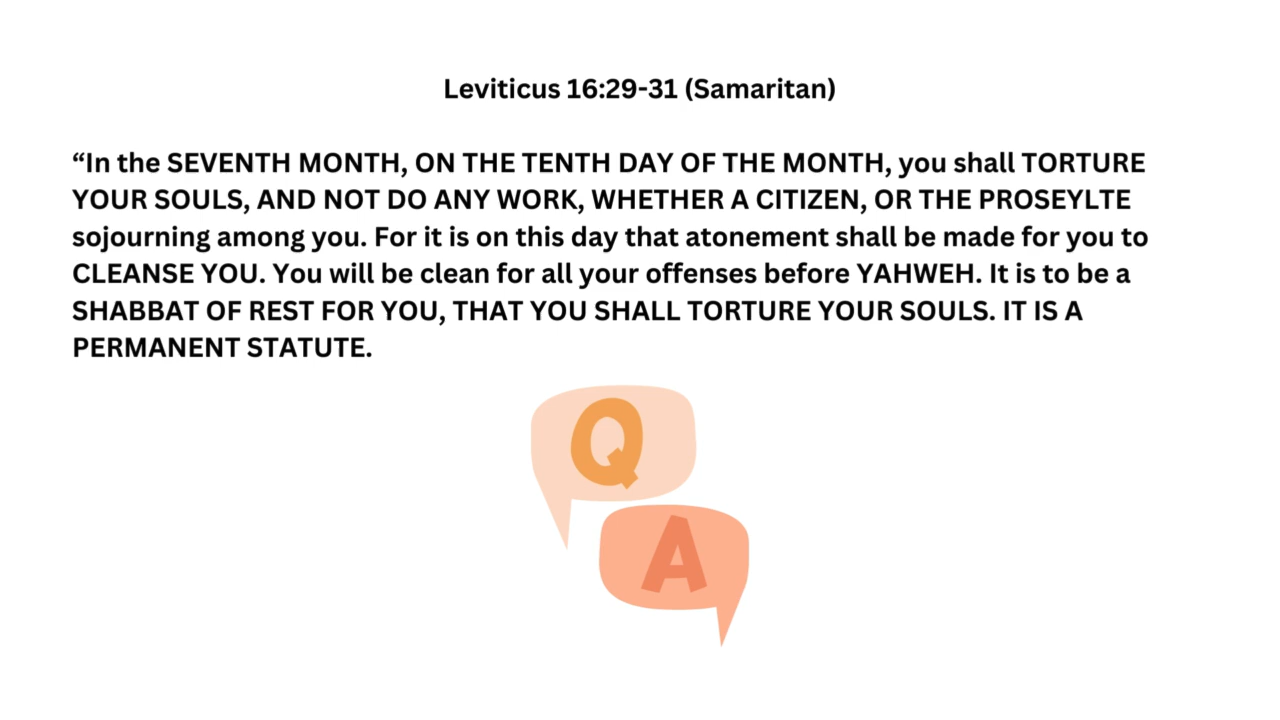 Leviticus 16:29-31 (Samaritan)
“In the SEVENTH MONTH, ON THE TENTH DAY OF THE MONTH, you shall TORTURE
YOUR SOULS, AND NOT DO ANY WORK, WHETHER A CITIZEN, OR THE PROSEYLTE
sojourning among you. For it is on this day that atonement shall be made for you to
CLEANSE YOU. You will be clean for all your offenses before YAHWEH. It is to be a
SHABBAT OF REST FOR YOU, THAT YOU SHALL TORTURE YOUR SOULS. IT IS A
PERMANENT STATUTE.
Q
A